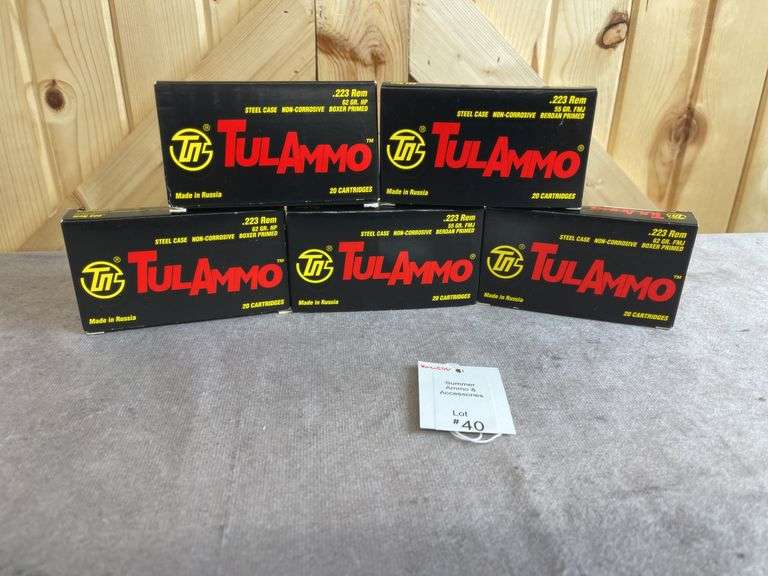 .223 Rem
62 GR. HP
STEEL CASE NON-CORROSIVE BOXER PRIMED
TULAMMO™
Made in Russia
20 CARTRIDGES
.223 Rem
55 GR. FMJ
STEEL CASE NON-CORROSIVE BERDAN PRIMED
TULAMMO®
Made in Russia
20 CARTRIDGES
.223 Rem
62 GR. HP
STEEL CASE NON-CORROSIVE BOXER PRIMED
TULAMMO™
Made in Russia
20 CARTRIDGES
.223 Rem
55 GR. FMJ
STEEL CASE NON-CORROSIVE BERDAN PRIMED
TULAMMO®
Made in Russia
20 CARTRIDGES
.223 Rem
62 GR. FMJ
STEEL CASE NON-CORROSIVE BOXER PRIMED
TULAMMO™
Made in Russia
20 CARTRIDGES
Summer
Ammo &
Accessories
Lot
# 40